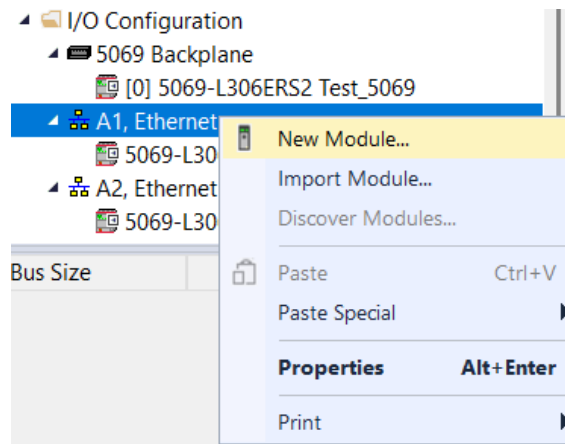 I/O Configuration
5069 Backplane
[0] 5069-L306ERS2 Test_5069
A1, Ethernet
5069-L30
A2, Ethernet
5069-L30
Bus Size
New Module...
Import Module...
Discover Modules...
Paste Ctrl+V
Paste Special
Properties Alt+Enter
Print